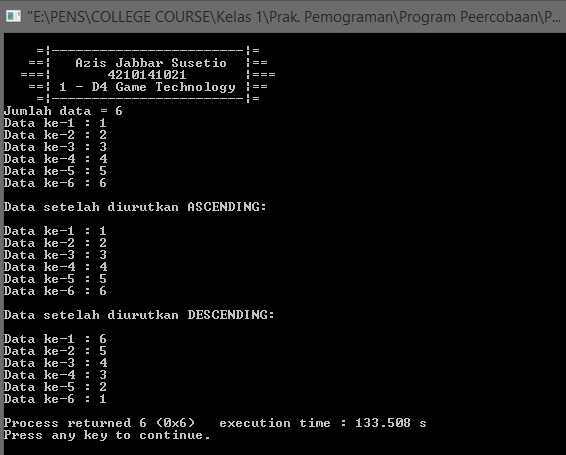 "E:\PENS\COLLEGE COURSE\Kelas 1\Prak. Pemograman\Program Peercobaan\P...
=¦------------------------¦=
==¦   Azis Jabbar Susetio  ¦==
===¦       4210141021       ¦===
==¦ 1 - D4 Game Technology ¦==
=¦------------------------¦=
Jumlah data = 6
Data ke-1 : 1
Data ke-2 : 2
Data ke-3 : 3
Data ke-4 : 4
Data ke-5 : 5
Data ke-6 : 6
Data setelah diurutkan ASCENDING:
Data ke-1 : 1
Data ke-2 : 2
Data ke-3 : 3
Data ke-4 : 4
Data ke-5 : 5
Data ke-6 : 6
Data setelah diurutkan DESCENDING:
Data ke-1 : 6
Data ke-2 : 5
Data ke-3 : 4
Data ke-4 : 3
Data ke-5 : 2
Data ke-6 : 1
Process returned 6 (0x6)   execution time : 133.508 s
Press any key to continue.